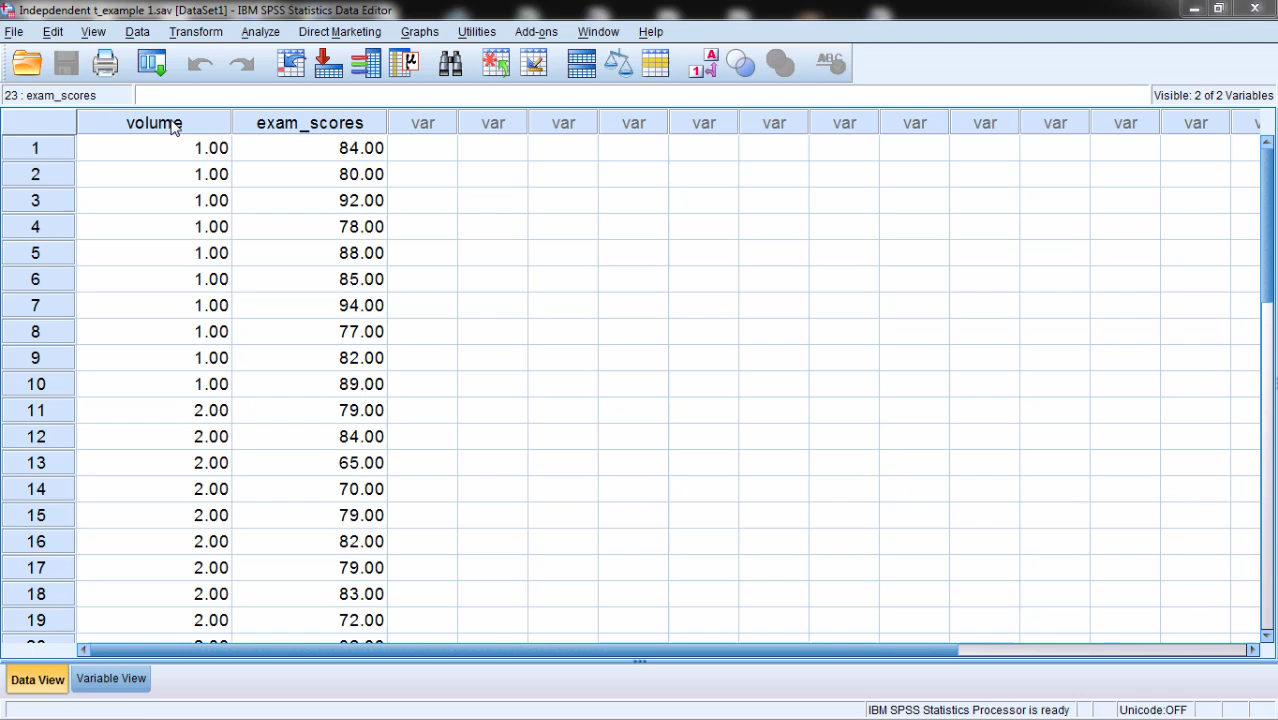 Indepdendent t_example 1.sav [DataSet1] - IBM SPSS Statistics Data Editor
File Edit View Data Transform Analyze Direct Marketing Graphs Utilities Add-ons Window Help
23 : exam_scores Visible: 2 of 2 Variables
volume exam_scores var var var var var var var var var var var var
1 1.00 84.00
2 1.00 80.00
3 1.00 92.00
4 1.00 78.00
5 1.00 88.00
6 1.00 85.00
7 1.00 94.00
8 1.00 77.00
9 1.00 82.00
10 1.00 89.00
11 2.00 79.00
12 2.00 84.00
13 2.00 65.00
14 2.00 70.00
15 2.00 79.00
16 2.00 82.00
17 2.00 79.00
18 2.00 83.00
19 2.00 72.00
Data View Variable View
IBM SPSS Statistics Processor is ready Unicode:OFF